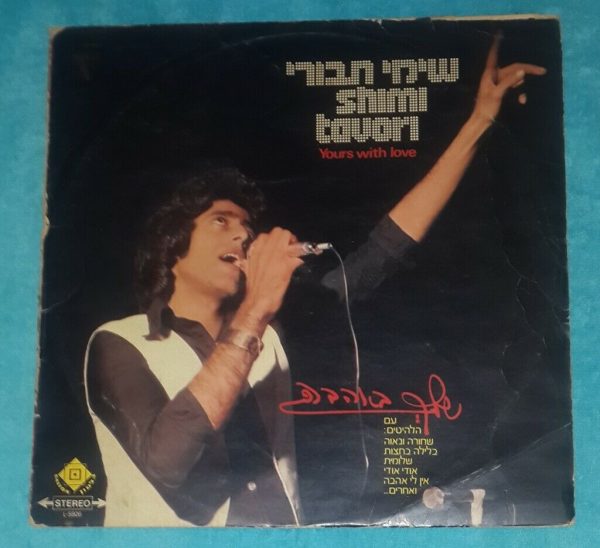 שימי תבורי
shimi
tavori
Yours with love
שלך באהבה
עם
הלהיטים:
שחורה ונאוה
בלילה בחצות
שלומית
אודי אודי
אין לי אהבה
ואחרים...
STEREO